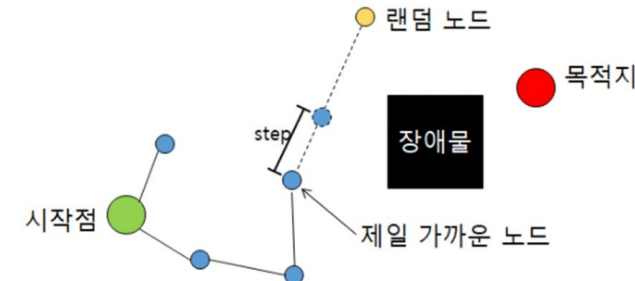 랜덤 노드
목적지
step
장애물
시작점
제일 가까운 노드